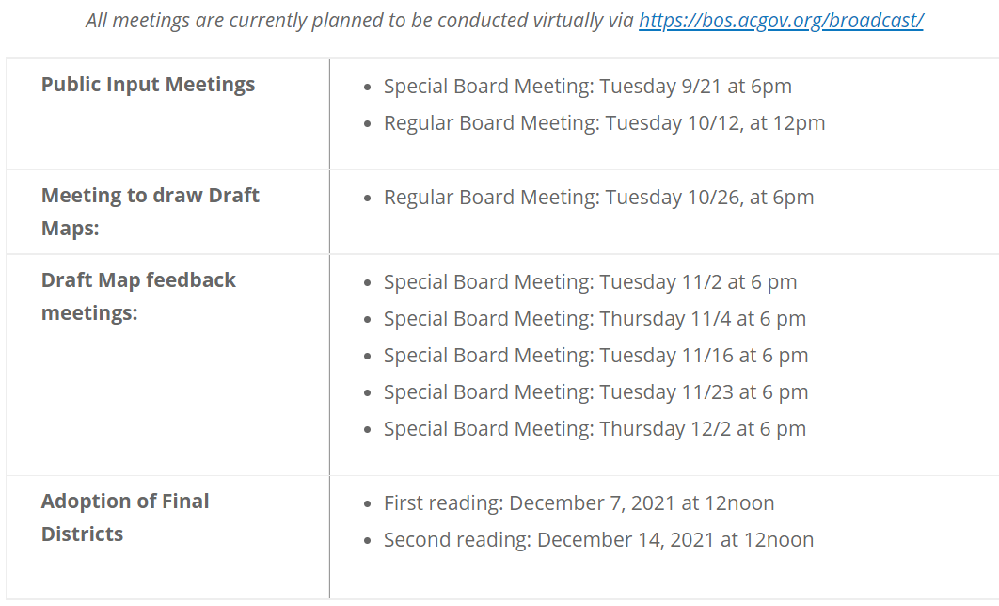 All meetings are currently planned to be conducted virtually via https://bos.acgov.org/broadcast/
Public Input Meetings
• Special Board Meeting: Tuesday 9/21 at 6pm
• Regular Board Meeting: Tuesday 10/12, at 12pm
Meeting to draw Draft
Maps:
• Regular Board Meeting: Tuesday 10/26, at 6pm
Draft Map feedback
meetings:
• Special Board Meeting: Tuesday 11/2 at 6 pm
• Special Board Meeting: Thursday 11/4 at 6 pm
• Special Board Meeting: Tuesday 11/16 at 6 pm
• Special Board Meeting: Tuesday 11/23 at 6 pm
• Special Board Meeting: Thursday 12/2 at 6 pm
Adoption of Final
Districts
• First reading: December 7, 2021 at 12noon
• Second reading: December 14, 2021 at 12noon